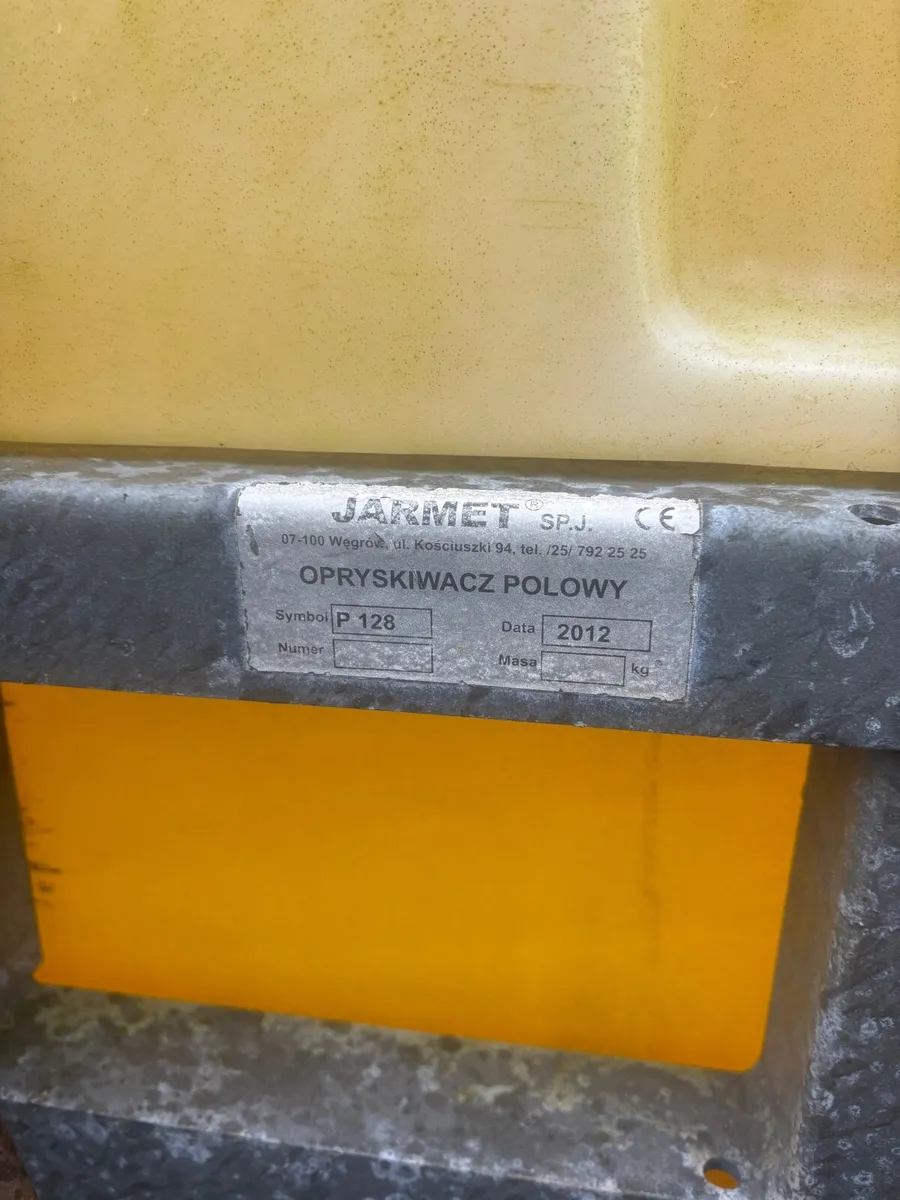 JARMET® SP.J. CE
07-100 Węgrów, ul. Kościuszki 94, tel. /25/ 792 25 25
OPRYSKIWACZ POLOWY
Symbol P 128 Data 2012
Numer Masa kg